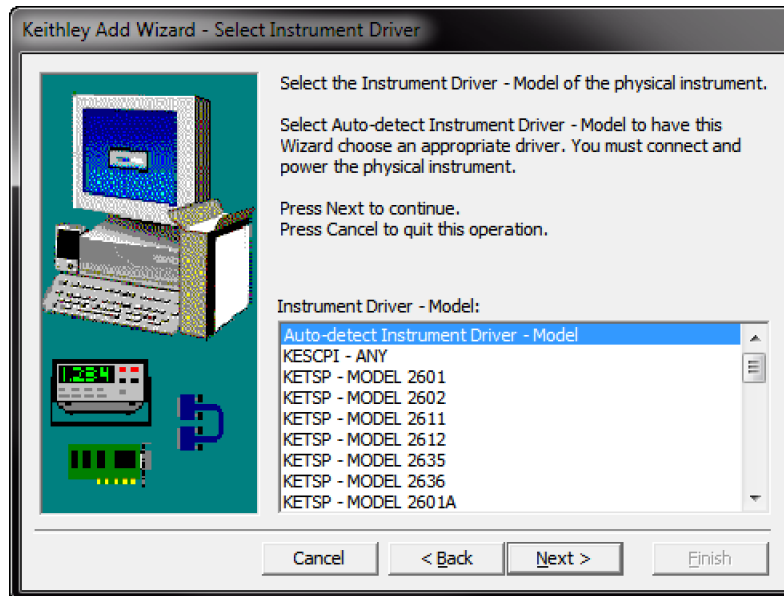 Keithley Add Wizard - Select Instrument Driver
Select the Instrument Driver - Model of the physical instrument.
Select Auto-detect Instrument Driver - Model to have this
Wizard choose an appropriate driver. You must connect and
power the physical instrument.
Press Next to continue.
Press Cancel to quit this operation.
Instrument Driver - Model:
Auto-detect Instrument Driver - Model
KESCPI - ANY
KETSP - MODEL 2601
KETSP - MODEL 2602
KETSP - MODEL 2611
KETSP - MODEL 2612
KETSP - MODEL 2635
KETSP - MODEL 2636
KETSP - MODEL 2601A
1.234
Cancel
< Back
Next >
Finish